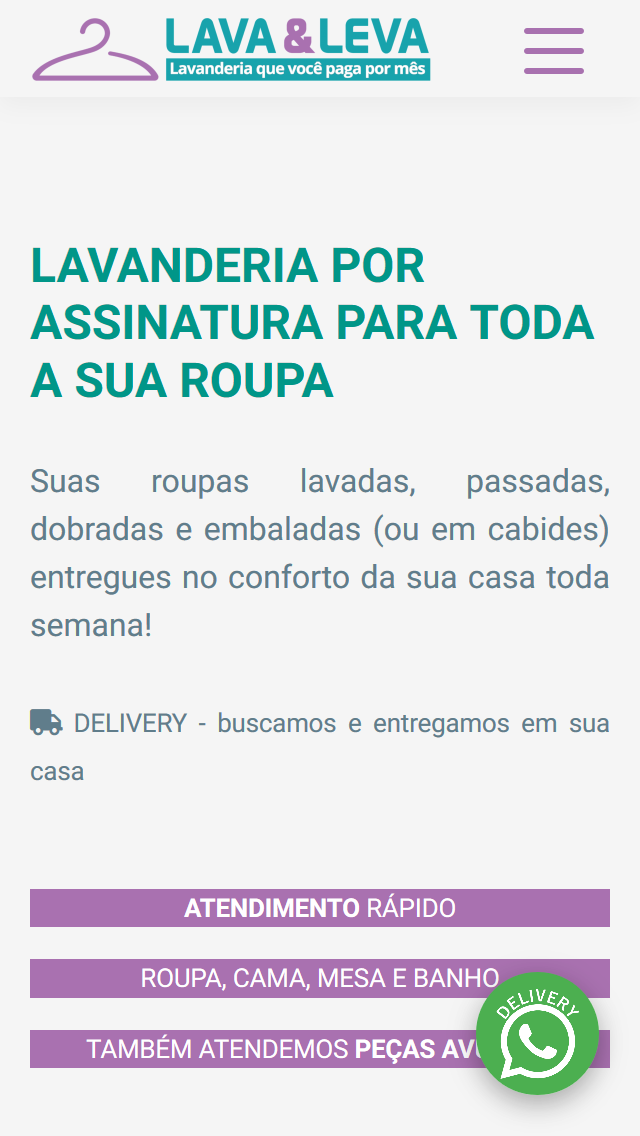 LAVA & LEVA
Lavanderia que você paga por mês
LAVANDERIA POR
ASSINATURA PARA TODA
A SUA ROUPA
Suas roupas lavadas, passadas,
dobradas e embaladas (ou em cabides)
entregues no conforto da sua casa toda
semana!
DELIVERY - buscamos e entregamos em sua
casa
ATENDIMENTO RÁPIDO
ROUPA, CAMA, MESA E BANHO
DELIVERY
TAMBÉM ATENDEMOS PEÇAS